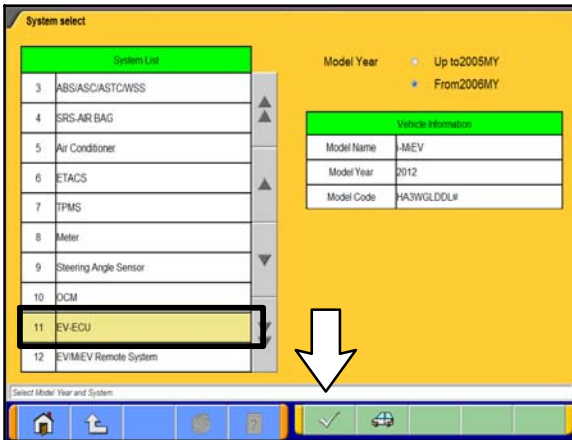 System select
System List
3 ABS/ASC/ASTC/WSS
4 SRS-AIR BAG
5 Air Conditioner
6 ETACS
7 TPMS
8 Meter
9 Steering Angle Sensor
10 OCM
11 EV-ECU
12 EV/MiEV Remote System
Model Year
Up to2005MY
From2006MY
Vehicle Information
Model Name i-MiEV
Model Year 2012
Model Code HA3WGLDDL#
Select Model Year and System.
?